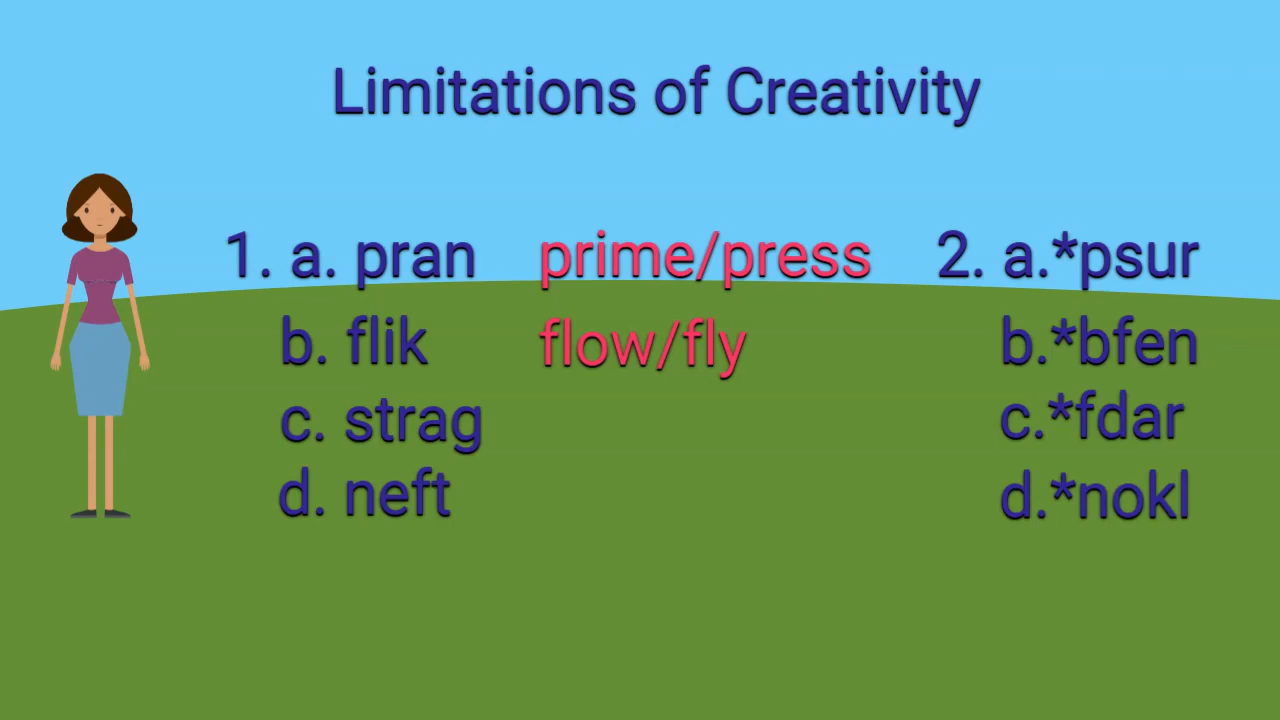 Limitations of Creativity
1. a. pran prime/press 2. a.*psur
b. flik flow/fly b.*bfen
c. strag c.*fdar
d. neft d.*nokl